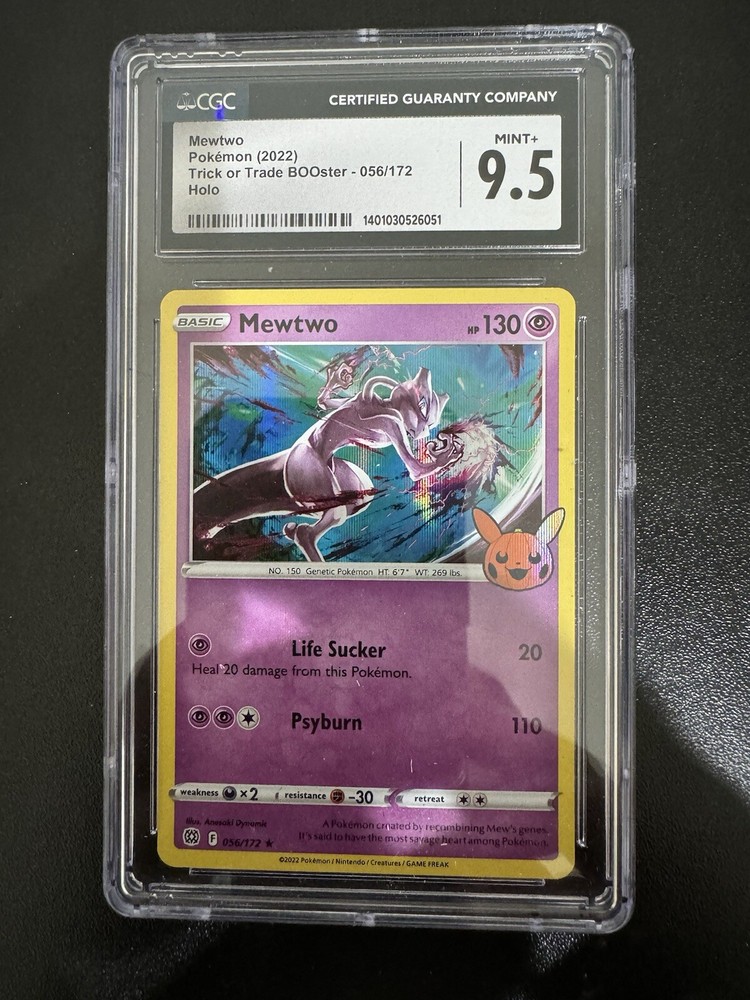 CGC CERTIFIED GUARANTY COMPANY
Mewtwo
Pokémon (2022)
Trick or Trade BOOster - 056/172
Holo
MINT+
9.5
1401030526051
BASIC Mewtwo HP 130
NO. 150 Genetic Pokémon HT: 6'7" WT: 269 lbs.
Life Sucker 20
Heal 20 damage from this Pokémon.
Psyburn 110
weakness ×2 resistance -30 retreat
Illus. Anesaki Dynamic
A Pokémon created by recombining Mew's genes.
It's said to have the most savage heart among Pokémon.
F 056/172 ★
©2022 Pokémon / Nintendo / Creatures / GAME FREAK